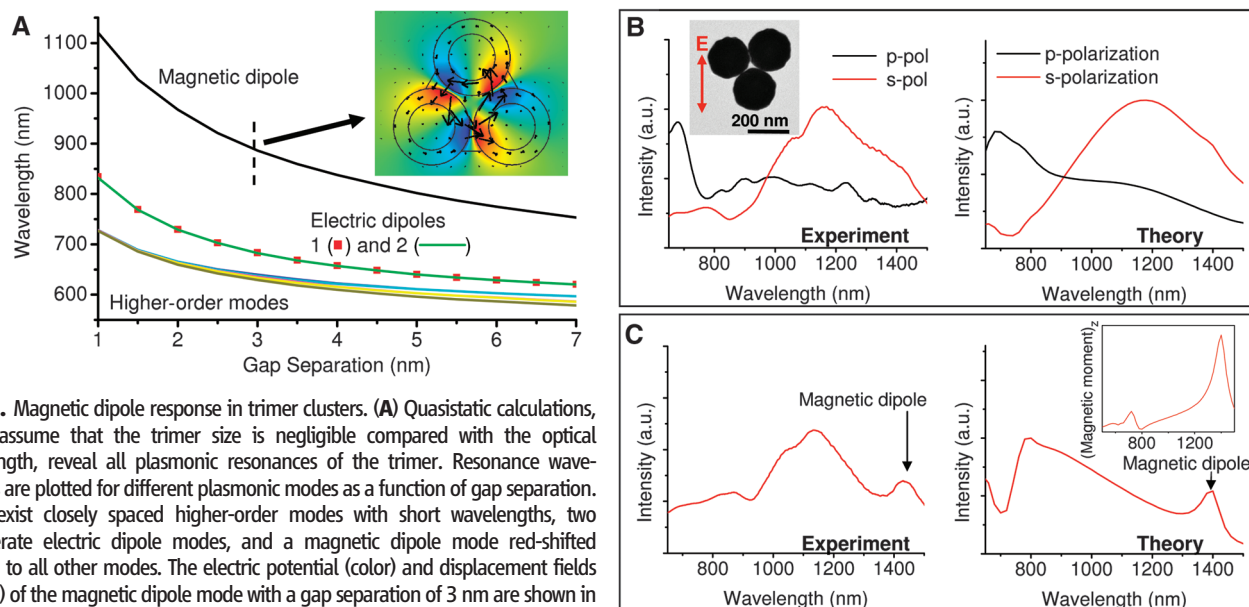 A
1100
1000
900
800
700
600
Wavelength (nm)
Magnetic dipole
Electric dipoles
1 ( ) and 2 ( )
Higher-order modes
1 2 3 4 5 6 7
Gap Separation (nm)
. Magnetic dipole response in trimer clusters. (A) Quasistatic calculations,
assume that the trimer size is negligible compared with the optical
ngth, reveal all plasmonic resonances of the trimer. Resonance wave-
are plotted for different plasmonic modes as a function of gap separation.
exist closely spaced higher-order modes with short wavelengths, two
erate electric dipole modes, and a magnetic dipole mode red-shifted
to all other modes. The electric potential (color) and displacement fields
) of the magnetic dipole mode with a gap separation of 3 nm are shown in
B
E
200 nm
p-pol
s-pol
Intensity (a.u.)
Experiment
800 1000 1200 1400
Wavelength (nm)
p-polarization
s-polarization
Intensity (a.u.)
Theory
800 1000 1200 1400
Wavelength (nm)
C
Magnetic dipole
Intensity (a.u.)
Experiment
800 1000 1200 1400
Wavelength (nm)
(Magnetic moment)z
800 1200
Magnetic dipole
Intensity (a.u.)
Theory
800 1000 1200 1400
Wavelength (nm)